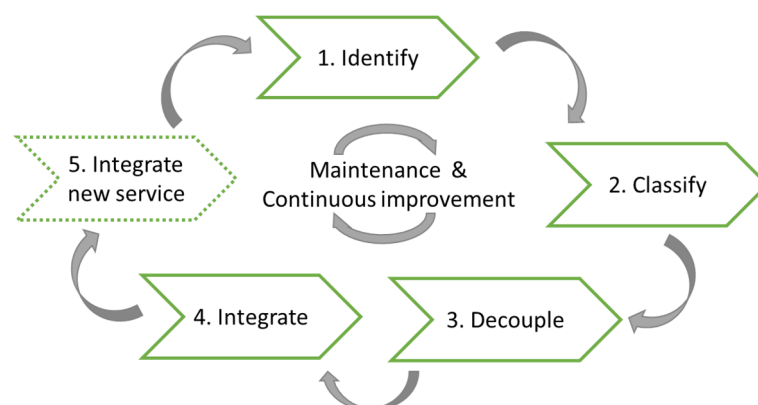 1. Identify
2. Classify
3. Decouple
4. Integrate
5. Integrate
new service
Maintenance &
Continuous improvement